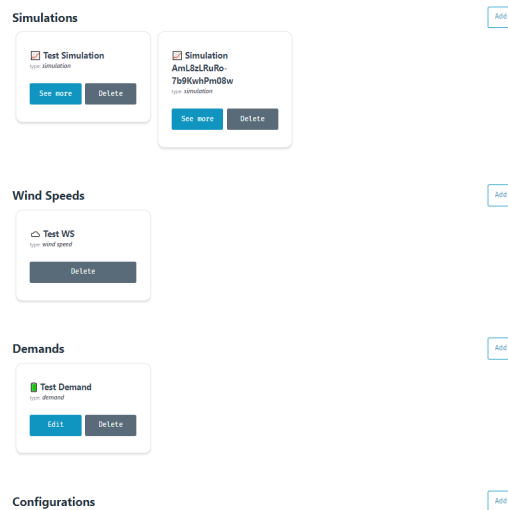 Simulations
Add
Test Simulation
type: simulation
See more
Delete
Simulation
AmL8zLRuRo-
7b9KwhPm08w
type: simulation
See more
Delete
Wind Speeds
Add
Test WS
type: wind speed
Delete
Demands
Add
Test Demand
type: demand
Edit
Delete
Configurations
Add